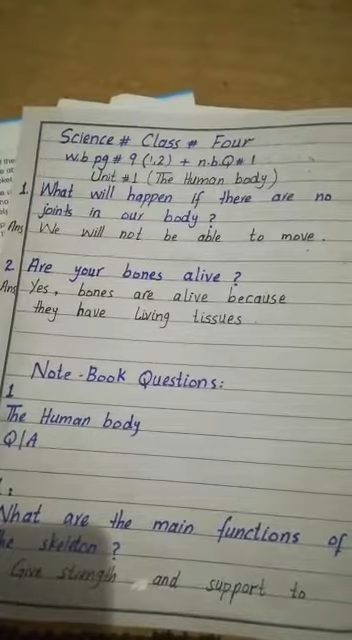 Science # Class # Four
w.b pg # 9 (1,2) + n.b.Q # 1
Unit # 1 (The Human body)
1. What will happen if there are no
joints in our body?
Ans We will not be able to move.
2. Are your bones alive?
Ans Yes, bones are alive because
they have living tissues
Note-Book Questions:
1
The Human body
Q/A
What are the main functions of
he skeldon?
Give strength and support to